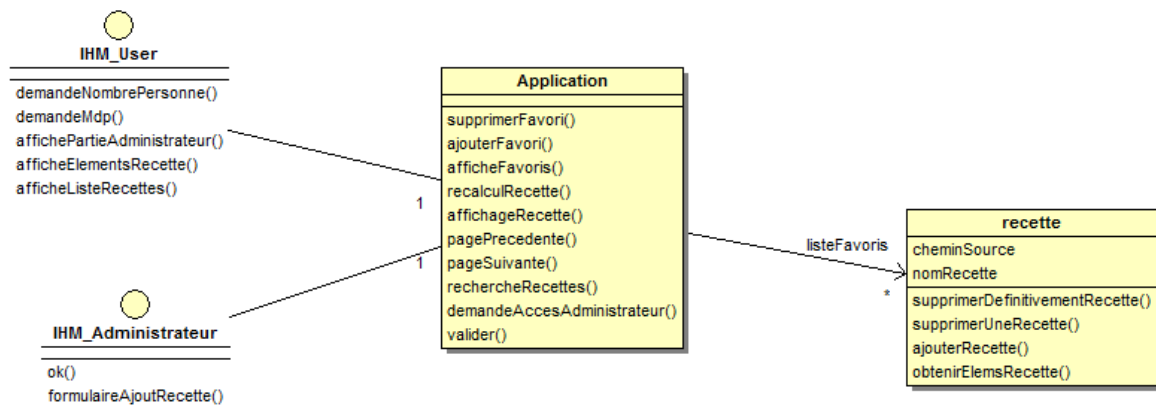 IHM_User
demandeNombrePersonne()
demandeMdp()
affichePartieAdministrateur()
afficheElementsRecette()
afficheListeRecettes()
1
1
IHM_Administrateur
ok()
formulaireAjoutRecette()
Application
supprimerFavori()
ajouterFavori()
afficheFavoris()
recalculRecette()
affichageRecette()
pagePrecedente()
pageSuivante()
rechercheRecettes()
demandeAccesAdministrateur()
valider()
listeFavoris
*
recette
cheminSource
nomRecette
supprimerDefinitivementRecette()
supprimerUneRecette()
ajouterRecette()
obtenirElemsRecette()